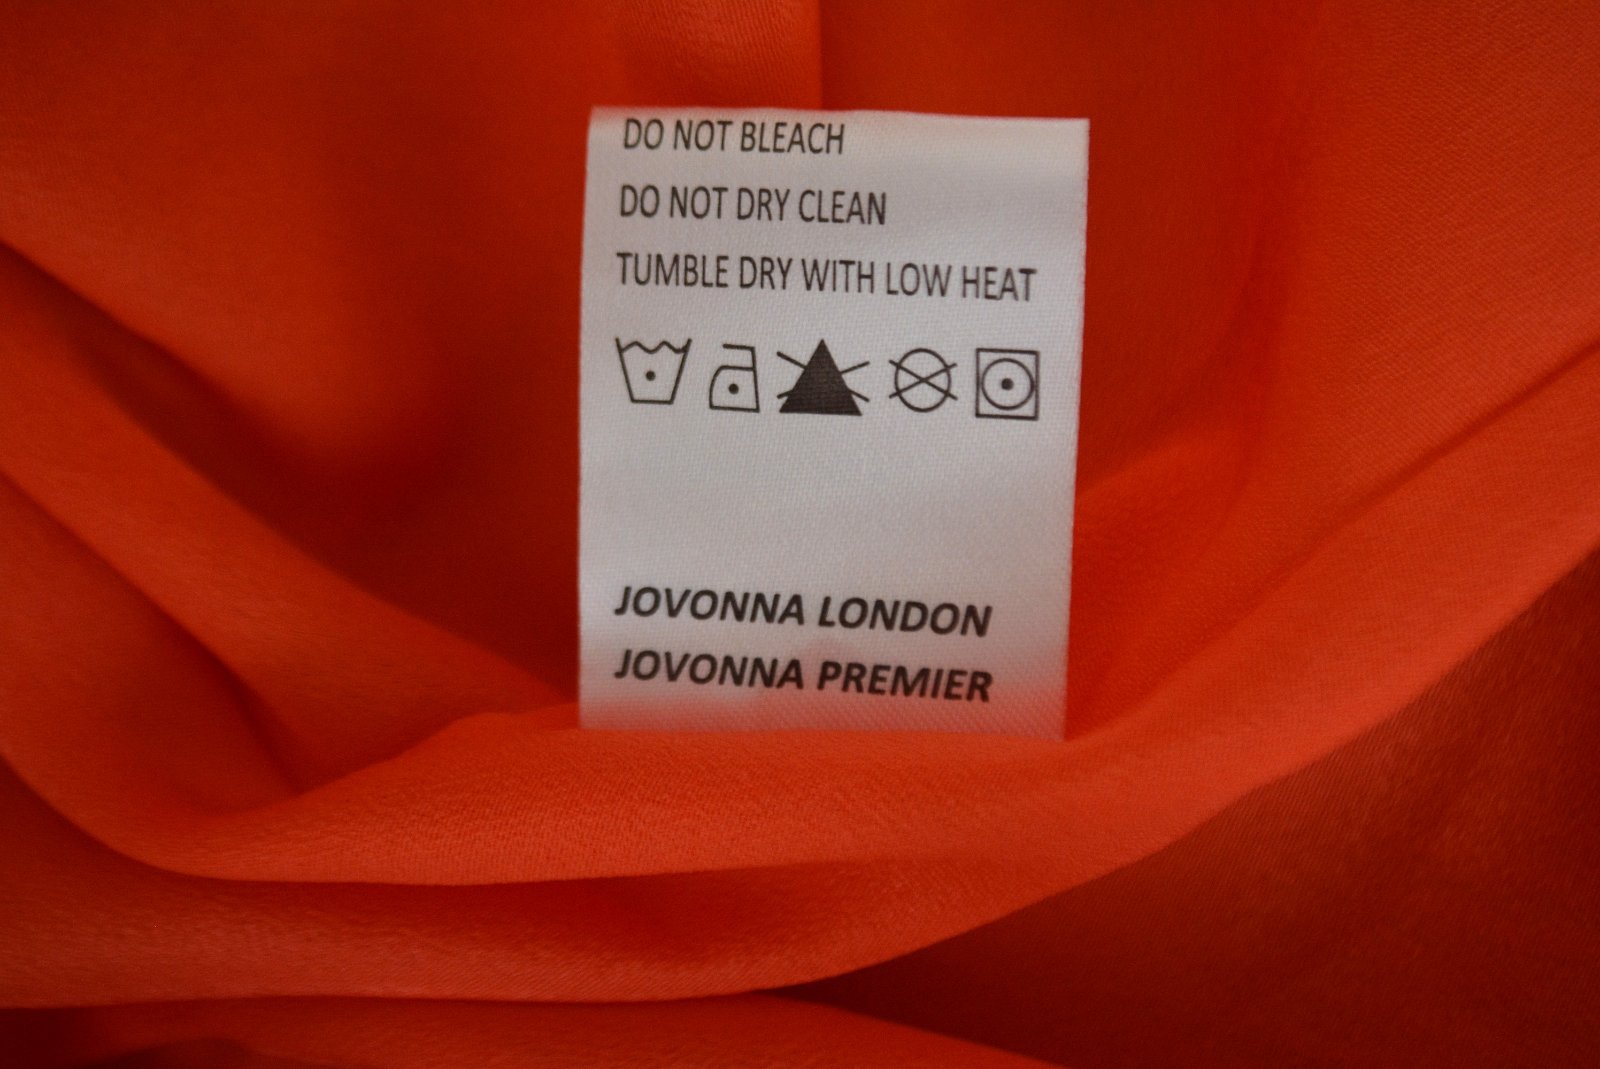 DO NOT BLEACH
DO NOT DRY CLEAN
TUMBLE DRY WITH LOW HEAT
JOVONNA LONDON
JOVONNA PREMIER